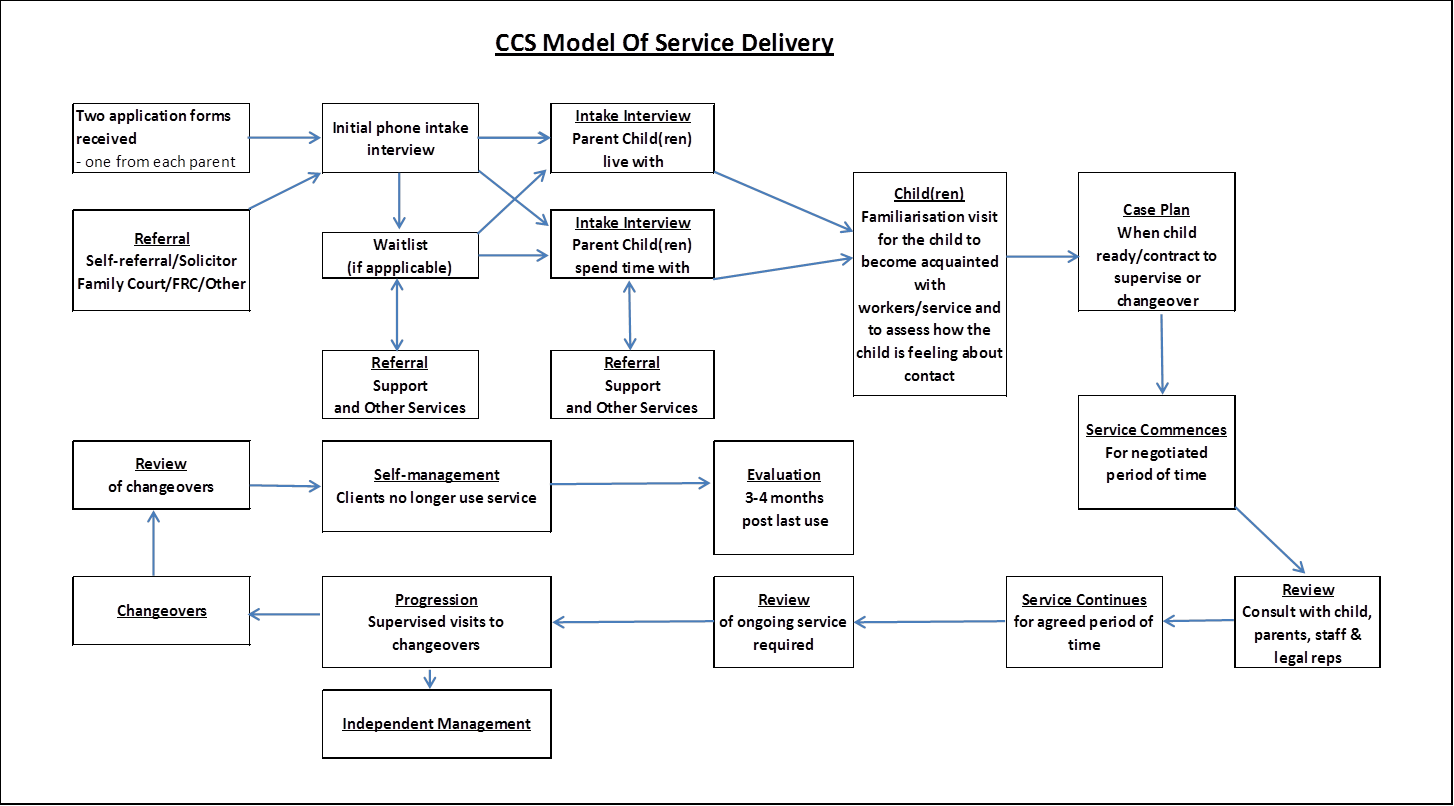 CCS Model Of Service Delivery
Two application forms
received
- one from each parent
Initial phone intake
interview
Intake Interview
Parent Child(ren)
live with
Referral
Self-referral/Solicitor
Family Court/FRC/Other
Waitlist
(if appplicable)
Intake Interview
Parent Child(ren)
spend time with
Child(ren)
Familiarisation visit
for the child to
become acquainted
with
workers/service and
to assess how the
child is feeling about
contact
Case Plan
When child
ready/contract to
supervise or
changeover
Referral
Support
and Other Services
Referral
Support
and Other Services
Service Commences
For negotiated
period of time
Review
of changeovers
Self-management
Clients no longer use service
Evaluation
3-4 months
post last use
Changeovers
Progression
Supervised visits to
changeovers
Review
of ongoing service
required
Service Continues
for agreed period of
time
Review
Consult with child,
parents, staff &
legal reps
Independent Management